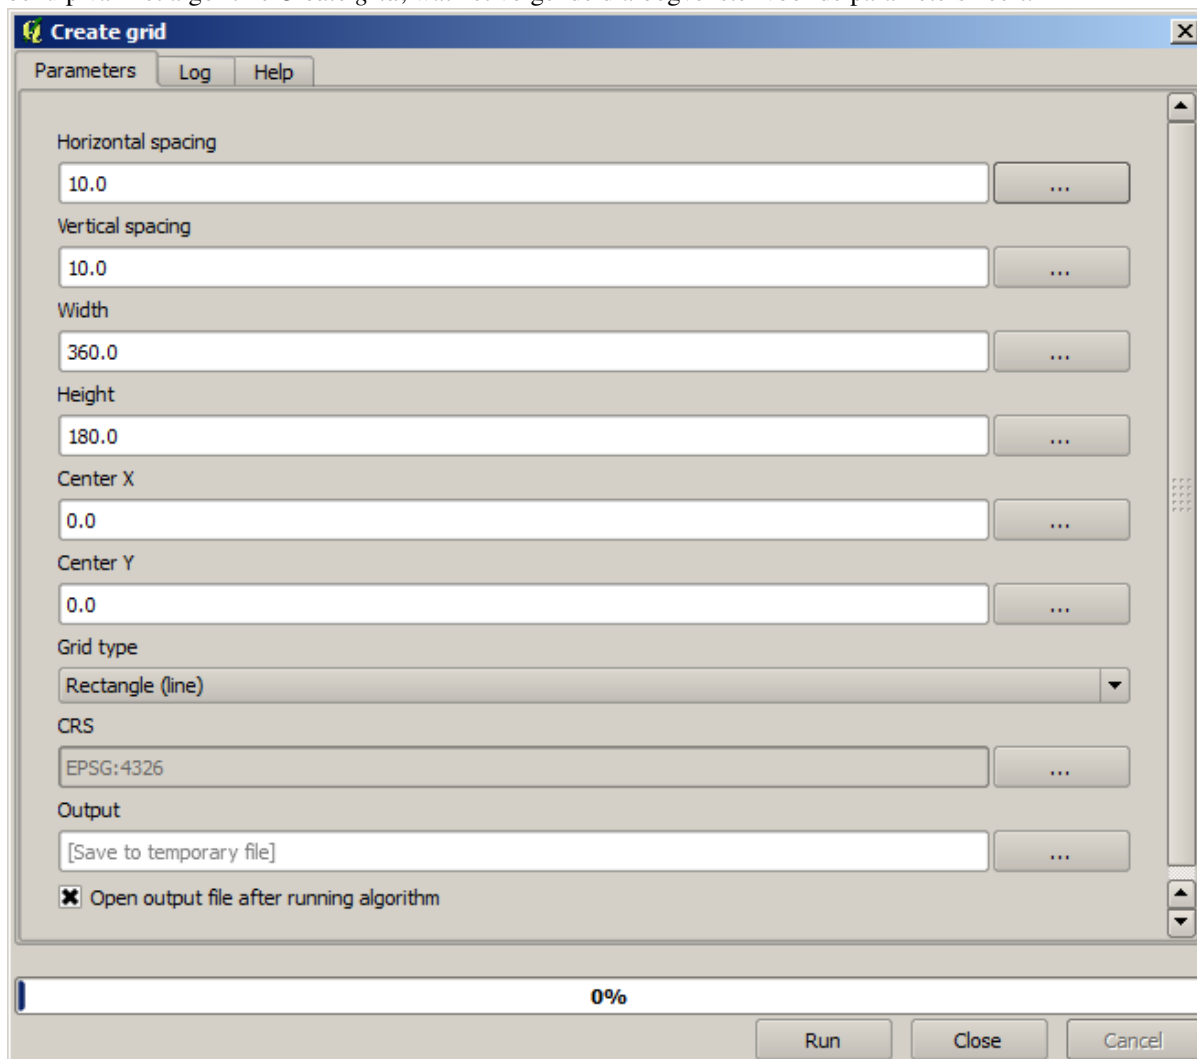 Create grid
Parameters Log Help
Horizontal spacing
10.0 ...
Vertical spacing
10.0 ...
Width
360.0 ...
Height
180.0 ...
Center X
0.0 ...
Center Y
0.0 ...
Grid type
Rectangle (line)
CRS
EPSG:4326 ...
Output
[Save to temporary file] ...
Open output file after running algorithm
0%
Run Close Cancel